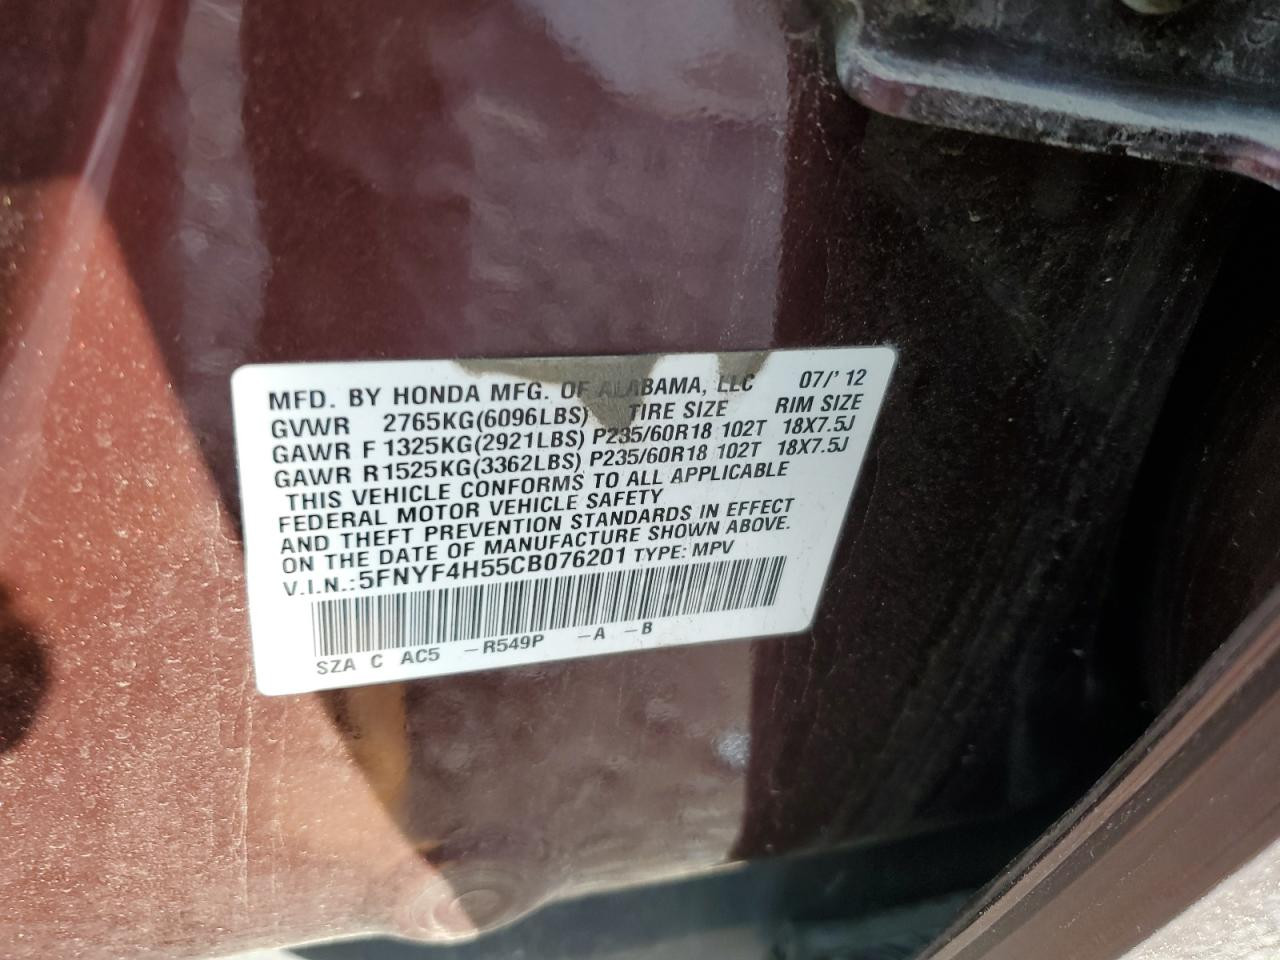 MFD. BY HONDA MFG. OF ALABAMA, LLC 07/'12
GVWR 2765KG(6096LBS) TIRE SIZE RIM SIZE
GAWR F 1325KG(2921LBS) P235/60R18 102T 18X7.5J
GAWR R1525KG(3362LBS) P235/60R18 102T 18X7.5J
THIS VEHICLE CONFORMS TO ALL APPLICABLE
FEDERAL MOTOR VEHICLE SAFETY
AND THEFT PREVENTION STANDARDS IN EFFECT
ON THE DATE OF MANUFACTURE SHOWN ABOVE.
V.I.N.:5FNYF4H55CB076201 TYPE: MPV
SZA C AC5 -R549P -A -B